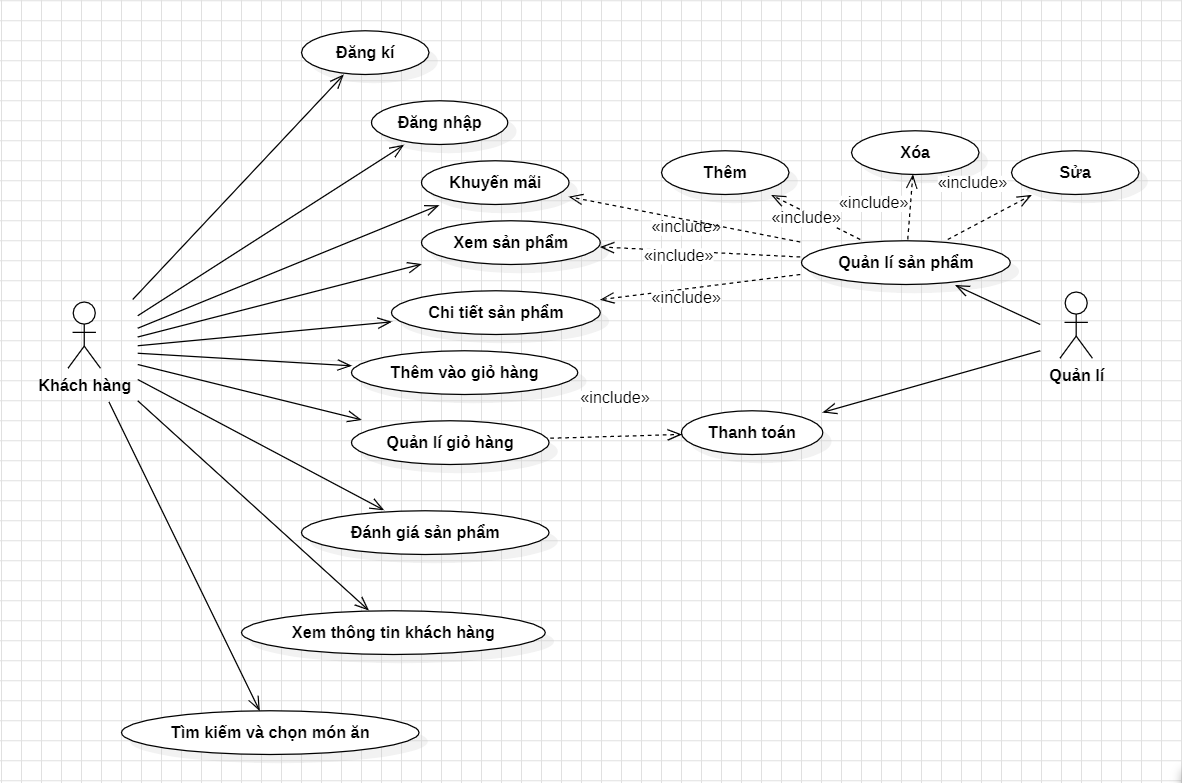 Đăng kí
Đăng nhập
Khuyến mãi
Xem sản phẩm
Chi tiết sản phẩm
Thêm vào giỏ hàng
Quản lí giỏ hàng
Đánh giá sản phẩm
Xem thông tin khách hàng
Tìm kiếm và chọn món ăn
Khách hàng
Thêm
Xóa
Sửa
«include»
«include»
«include»
«include»
«include»
«include»
Quản lí sản phẩm
Quản lí
«include»
Thanh toán